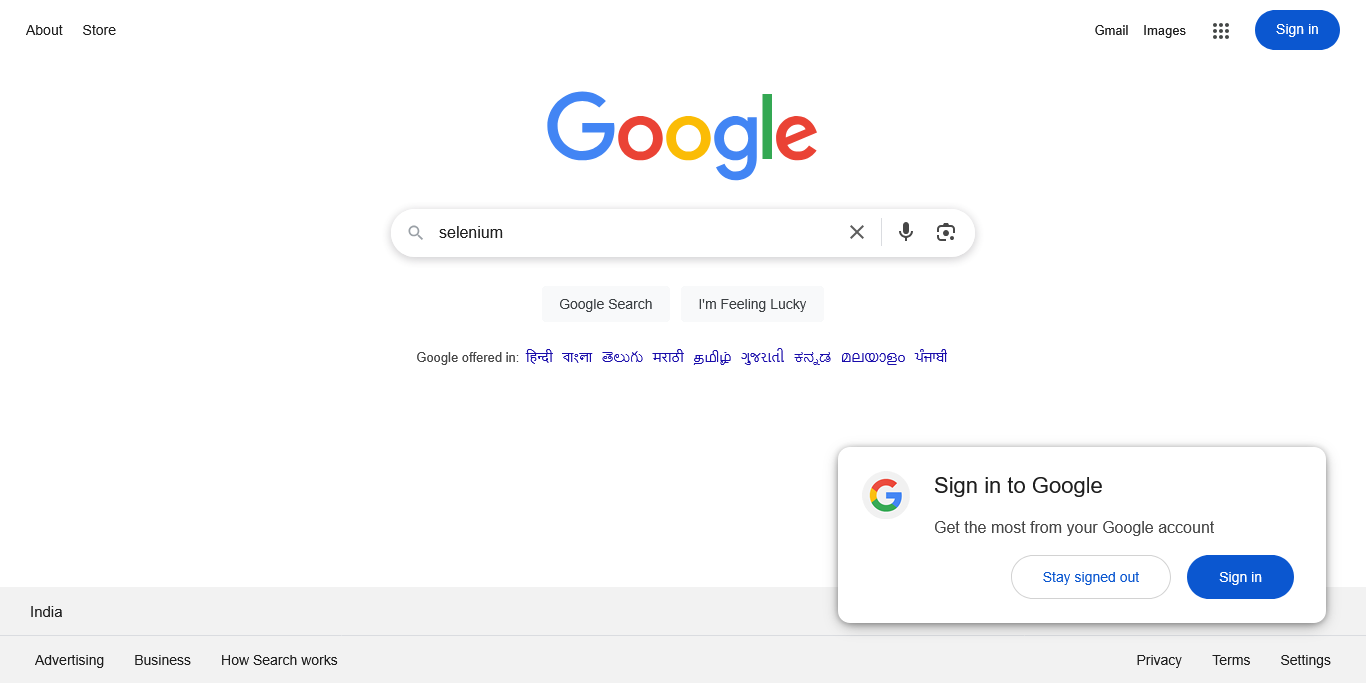 About Store Gmail Images Sign in
Google
selenium
Google Search I'm Feeling Lucky
Google offered in: हिन्दी বাংলা తెలుగు मराठी தமிழ் ગુજરાતી ಕನ್ನಡ മലയാളം ਪੰਜਾਬੀ
Sign in to Google
Get the most from your Google account
Stay signed out Sign in
India
Advertising Business How Search works Privacy Terms Settings